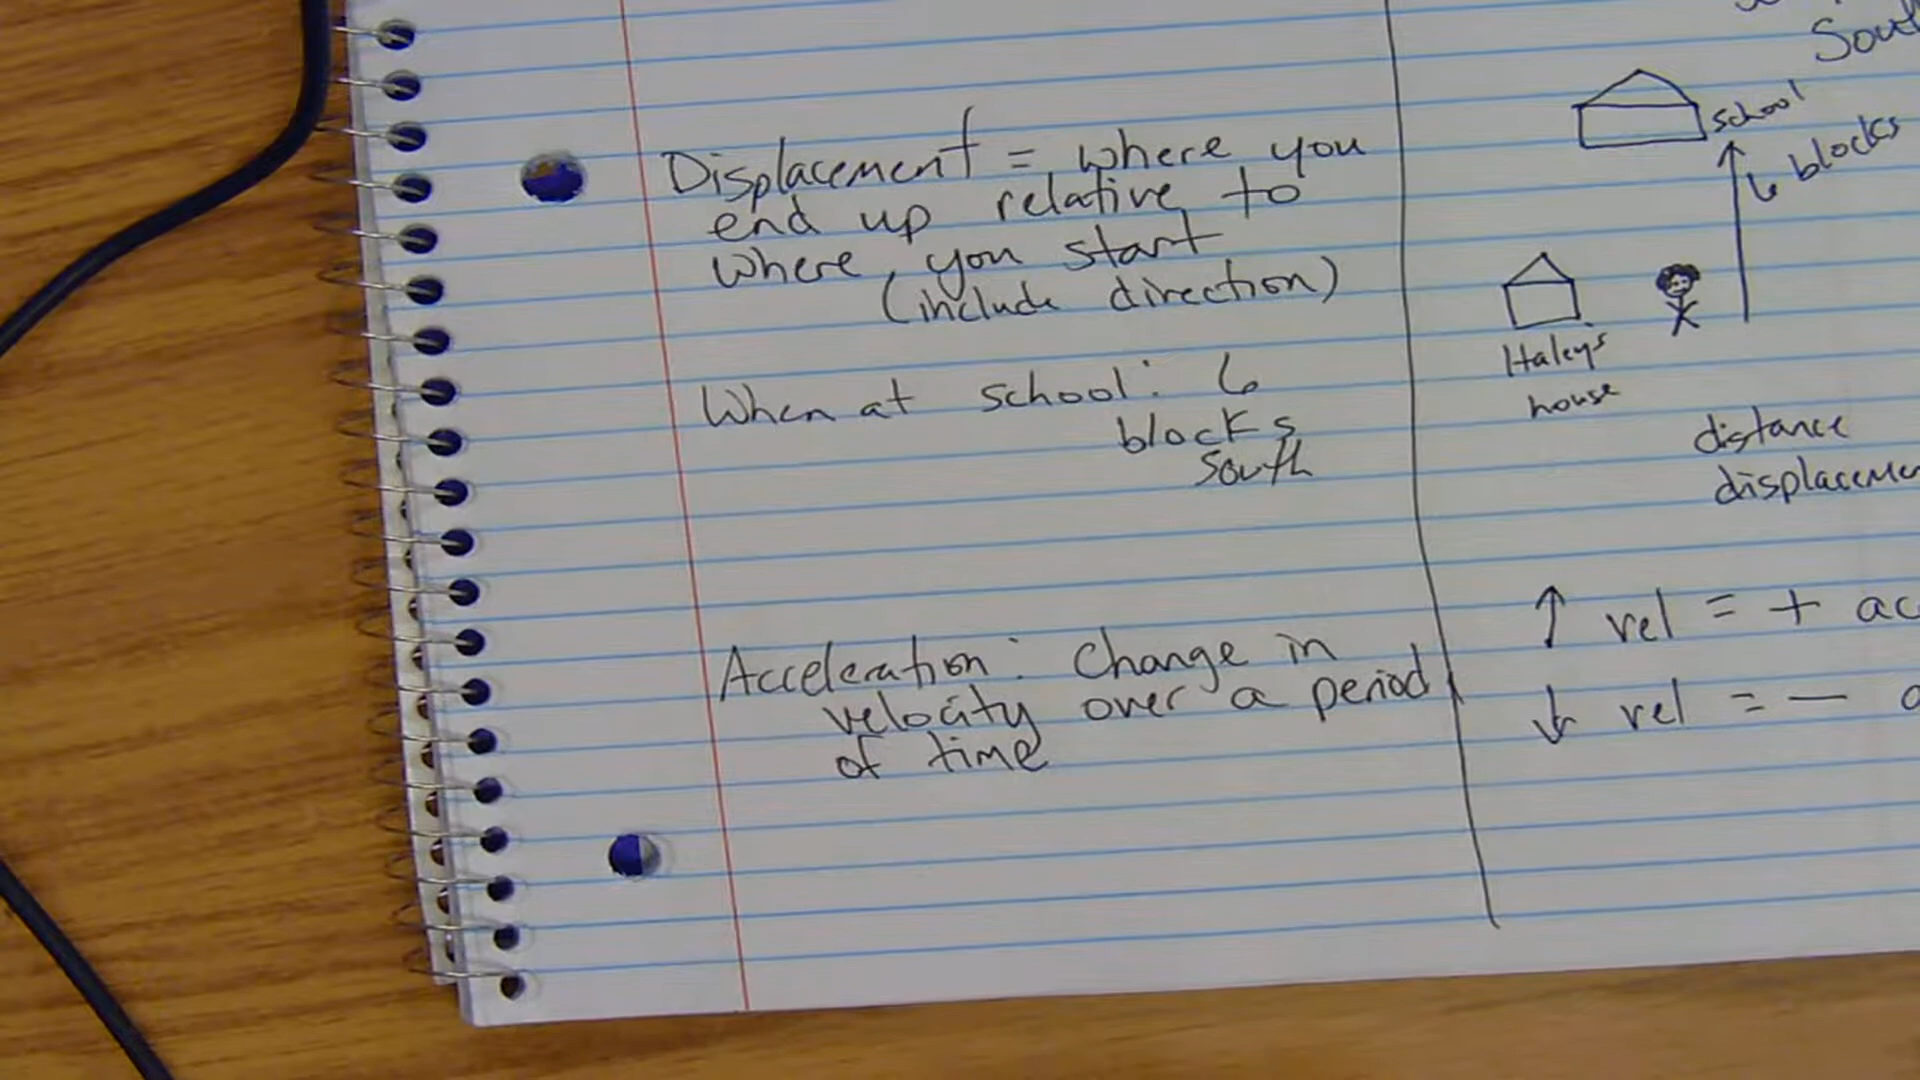 Displacement = where you
end up relative to
where you start
(include direction)
When at school: 6
blocks
South
Acceleration: Change in
velocity over a period
of time
Sout
school
6 blocks
Haley's
house
distance
displacemen
↑ vel = + ac
↓ vel = — a